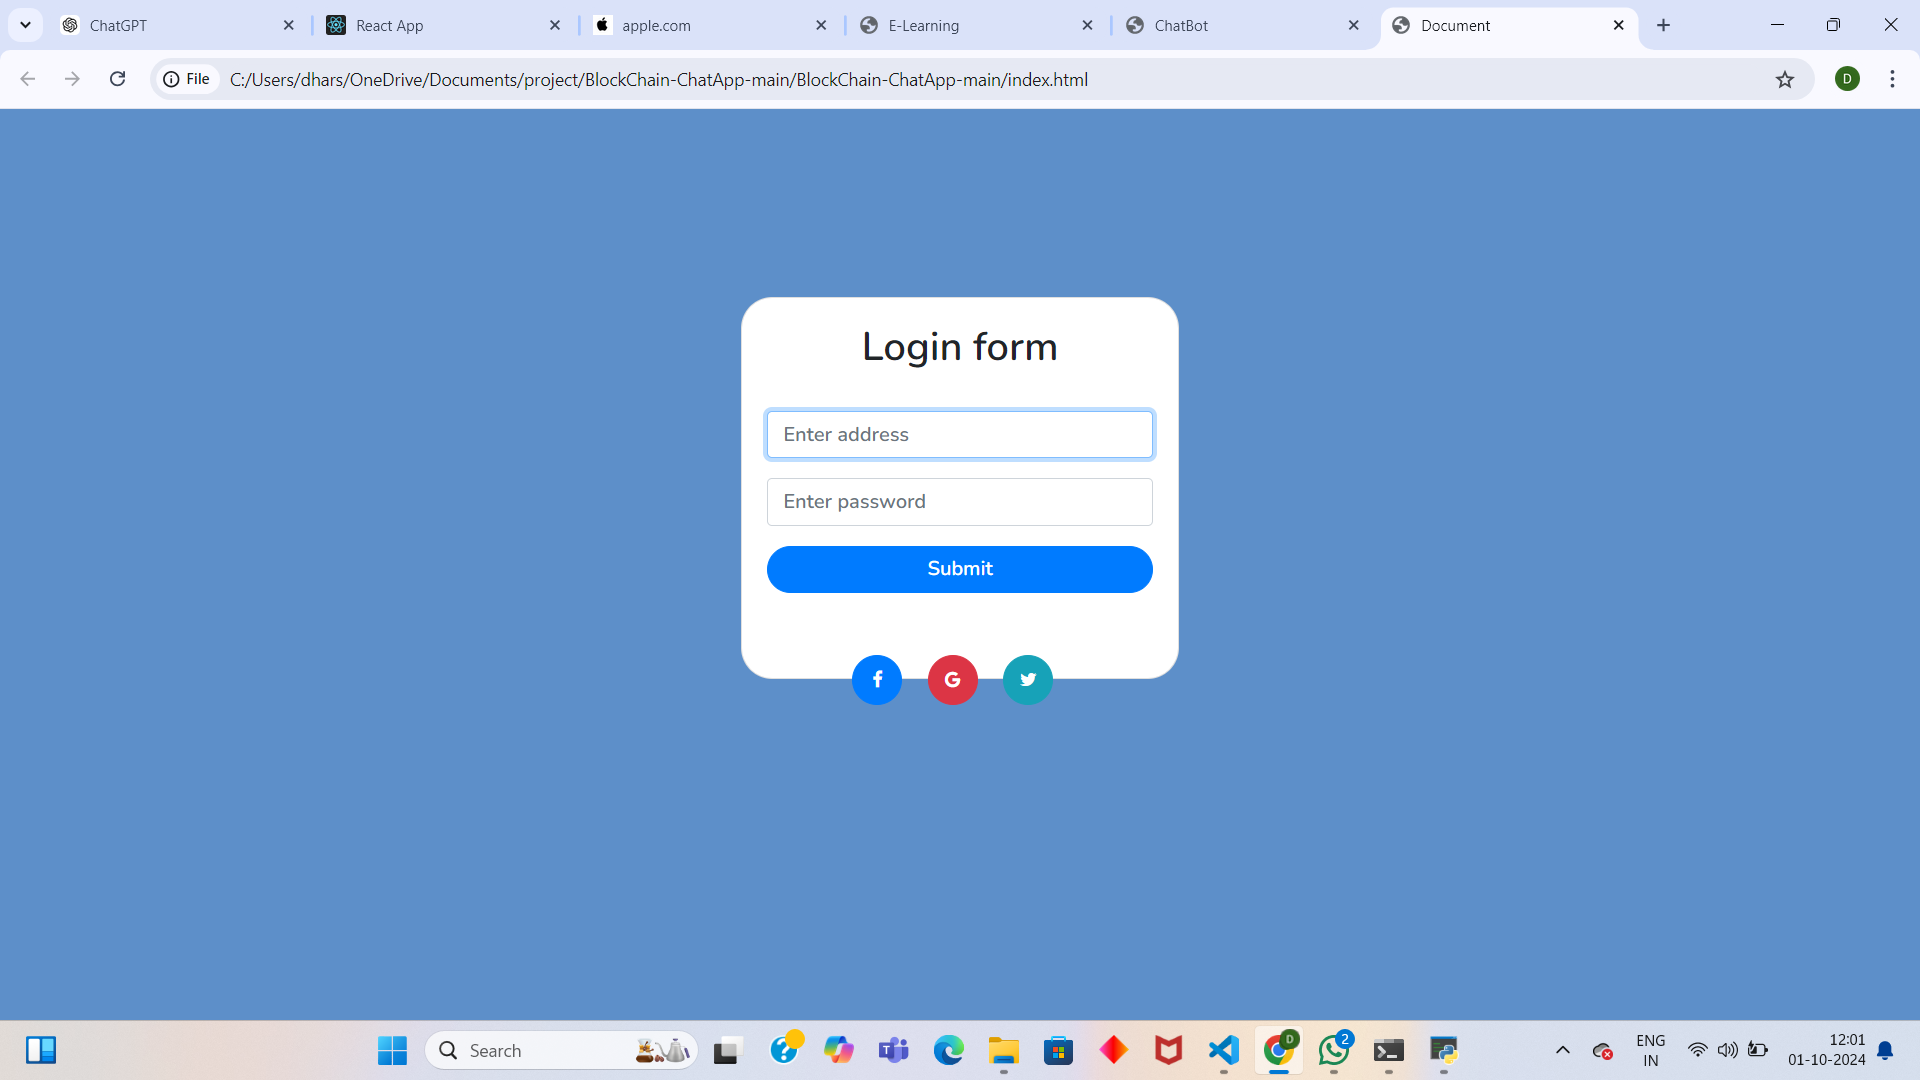 ChatGPT
React App
apple.com
E-Learning
ChatBot
Document
File
C:/Users/dhars/OneDrive/Documents/project/BlockChain-ChatApp-main/BlockChain-ChatApp-main/index.html
D
Login form
Enter address
Enter password
Submit
Search
D
2
ENG
IN
12:01
01-10-2024